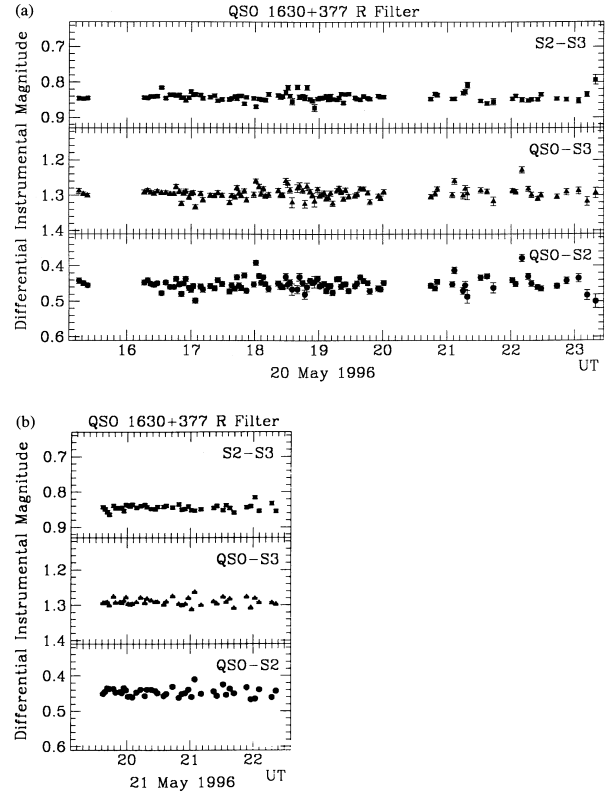 (a)
QSO 1630+377 R Filter
Differential Instrumental Magnitude
S2-S3
0.7
0.8
0.9
QSO-S3
1.2
1.3
1.4
QSO-S2
0.4
0.5
0.6
16 17 18 19 20 21 22 23
20 May 1996 UT
(b)
QSO 1630+377 R Filter
Differential Instrumental Magnitude
S2-S3
0.7
0.8
0.9
QSO-S3
1.2
1.3
1.4
QSO-S2
0.4
0.5
0.6
20 21 22
21 May 1996 UT